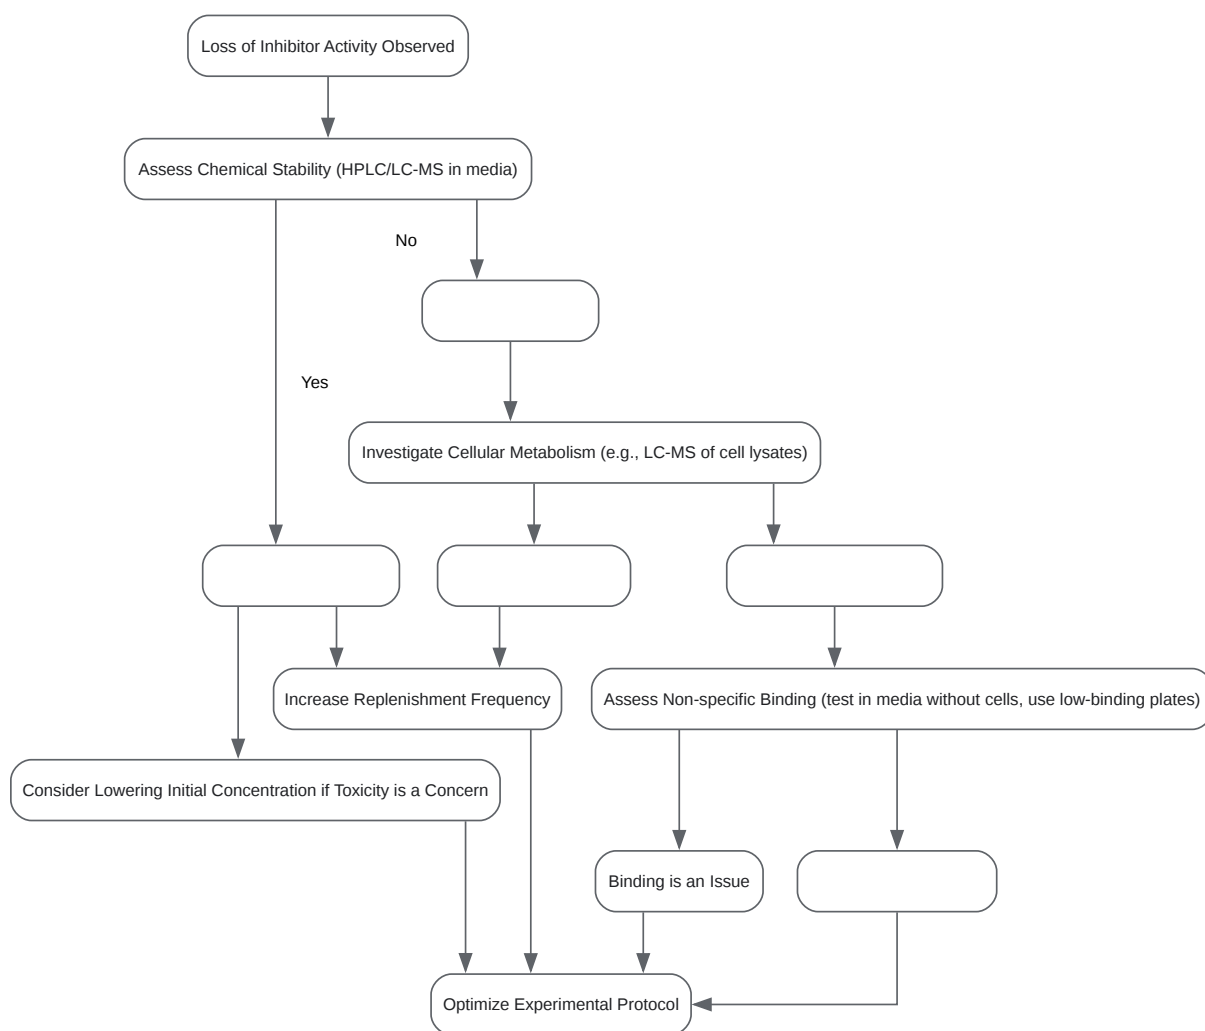 Loss of Inhibitor Activity Observed
Assess Chemical Stability (HPLC/LC-MS in media)
No
Yes
Investigate Cellular Metabolism (e.g., LC-MS of cell lysates)
Increase Replenishment Frequency
Assess Non-specific Binding (test in media without cells, use low-binding plates)
Consider Lowering Initial Concentration if Toxicity is a Concern
Binding is an Issue
Optimize Experimental Protocol